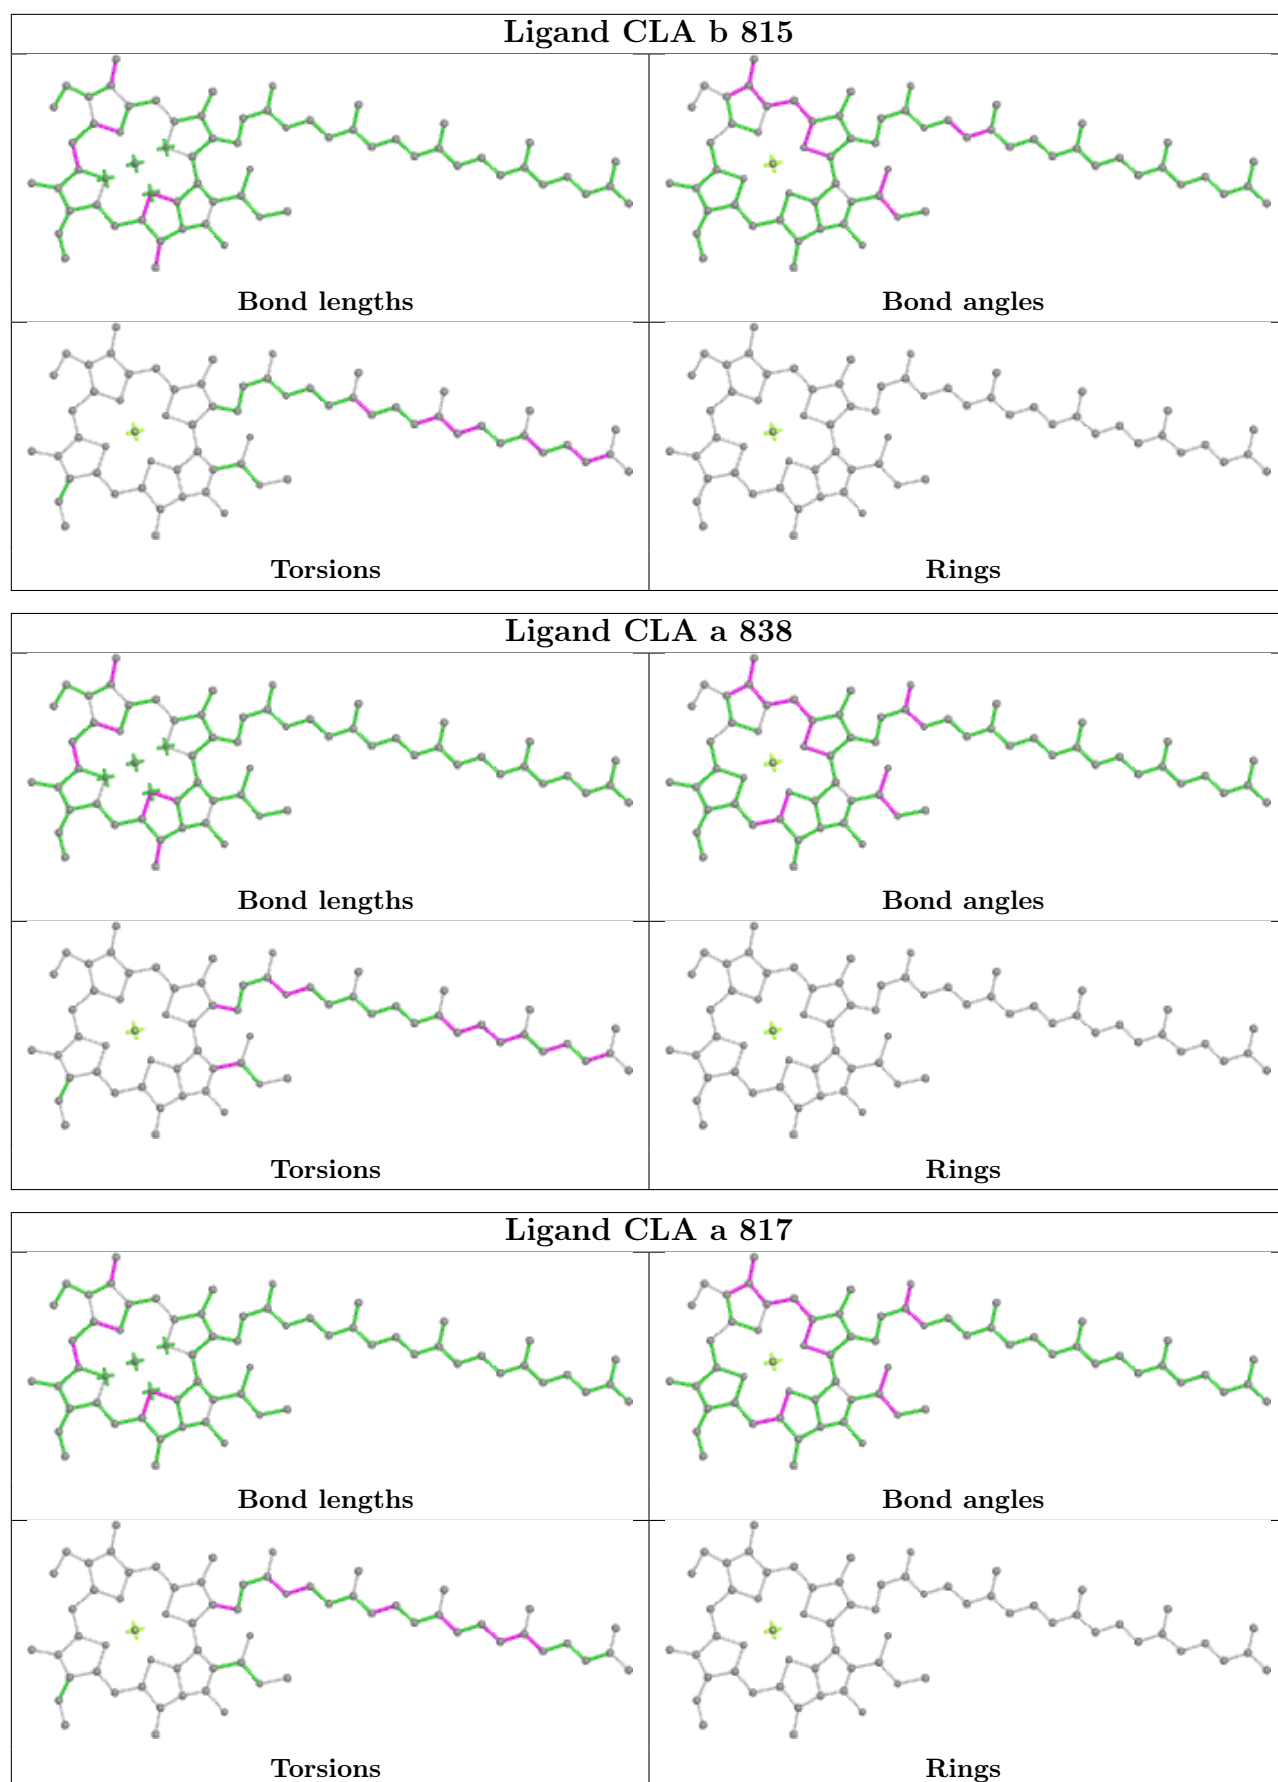 Ligand CLA b 815
Bond lengths
Bond angles
Torsions
Rings
Ligand CLA a 838
Bond lengths
Bond angles
Torsions
Rings
Ligand CLA a 817
Bond lengths
Bond angles
Torsions
Rings